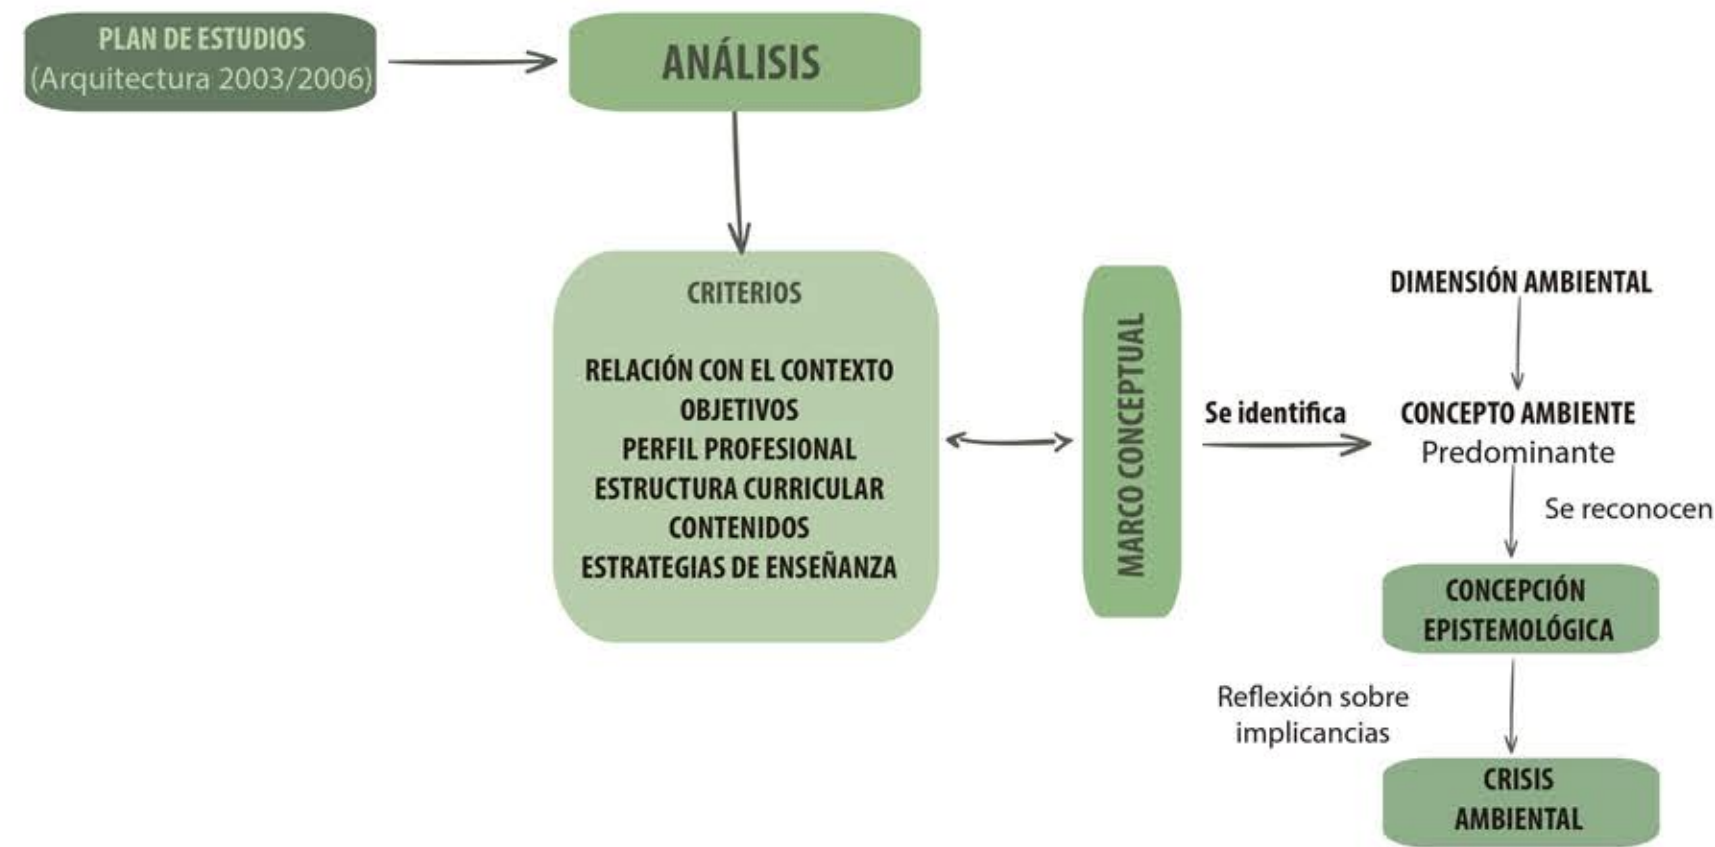 PLAN DE ESTUDIOS
(Arquitectura 2003/2006)
ANÁLISIS
CRITERIOS
RELACIÓN CON EL CONTEXTO
OBJETIVOS
PERFIL PROFESIONAL
ESTRUCTURA CURRICULAR
CONTENIDOS
ESTRATEGIAS DE ENSEÑANZA
MARCO CONCEPTUAL
Se identifica
DIMENSIÓN AMBIENTAL
CONCEPTO AMBIENTE
Predominante
Se reconocen
CONCEPCIÓN
EPISTEMOLÓGICA
Reflexión sobre
implicancias
CRISIS
AMBIENTAL